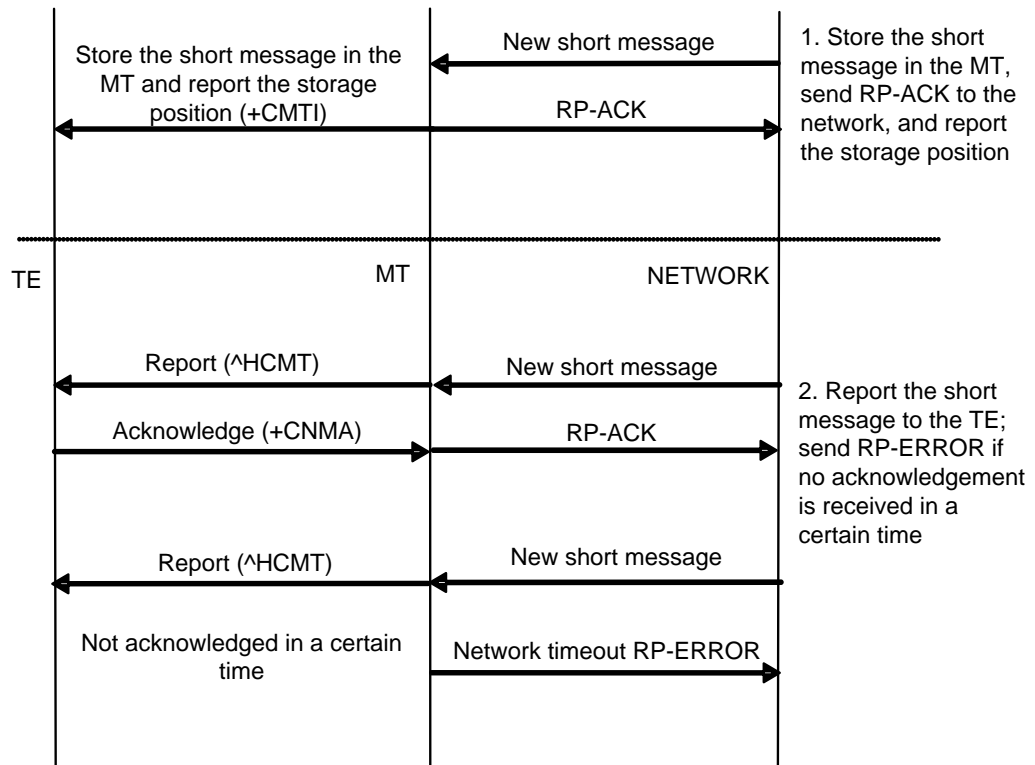 Store the short message in the
MT and report the storage
position (+CMTI)
New short message
RP-ACK
1. Store the short
message in the MT,
send RP-ACK to the
network, and report
the storage position
TE
MT
NETWORK
Report (^HCMT)
New short message
Acknowledge (+CNMA)
RP-ACK
2. Report the short
message to the TE;
send RP-ERROR if
no acknowledgement
is received in a
certain time
Report (^HCMT)
New short message
Not acknowledged in a certain
time
Network timeout RP-ERROR